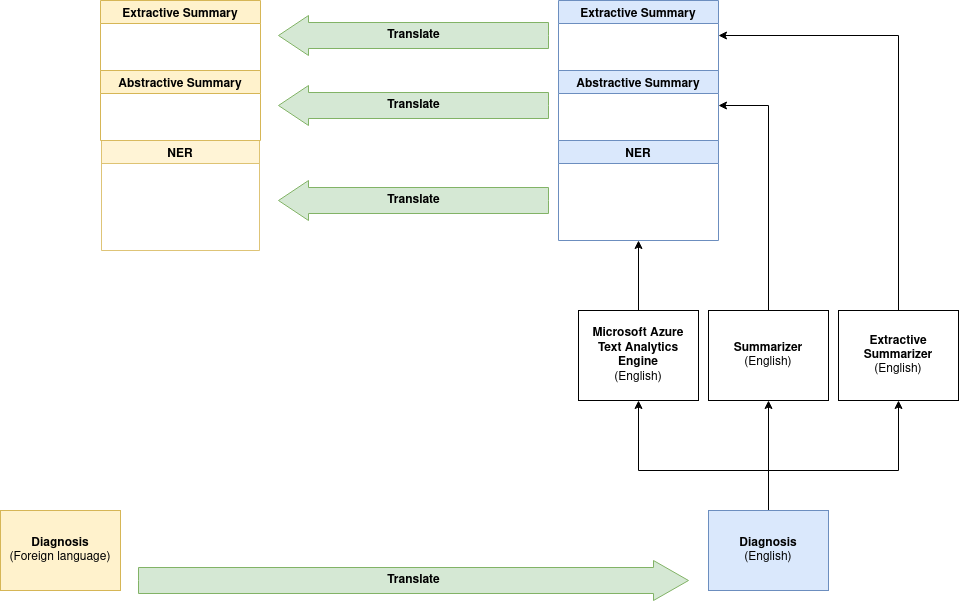 Extractive Summary
Translate
Extractive Summary
Abstractive Summary
Translate
Abstractive Summary
NER
NER
Translate
Microsoft Azure
Text Analytics
Engine
(English)
Summarizer
(English)
Extractive
Summarizer
(English)
Diagnosis
(Foreign language)
Translate
Diagnosis
(English)